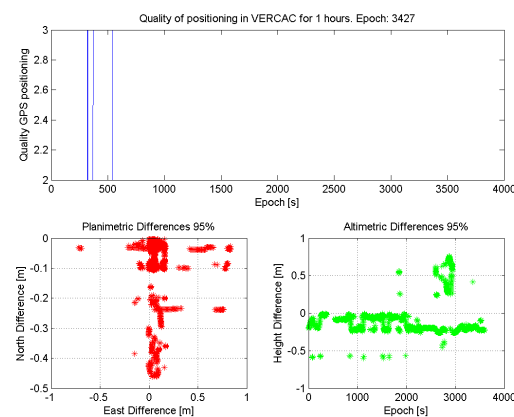 Quality of positioning in VERCAC for 1 hours. Epoch: 3427
3
2.8
2.6
2.4
2.2
2
Quality GPS positioning
0 500 1000 1500 2000 2500 3000 3500 4000
Epoch [s]
Planimetric Differences 95%
0
-0.1
-0.2
-0.3
-0.4
-0.5
North Difference [m]
-1 -0.5 0 0.5 1
East Difference [m]
Altimetric Differences 95%
1
0.5
0
-0.5
-1
Height Difference [m]
0 1000 2000 3000 4000
Epoch [s]